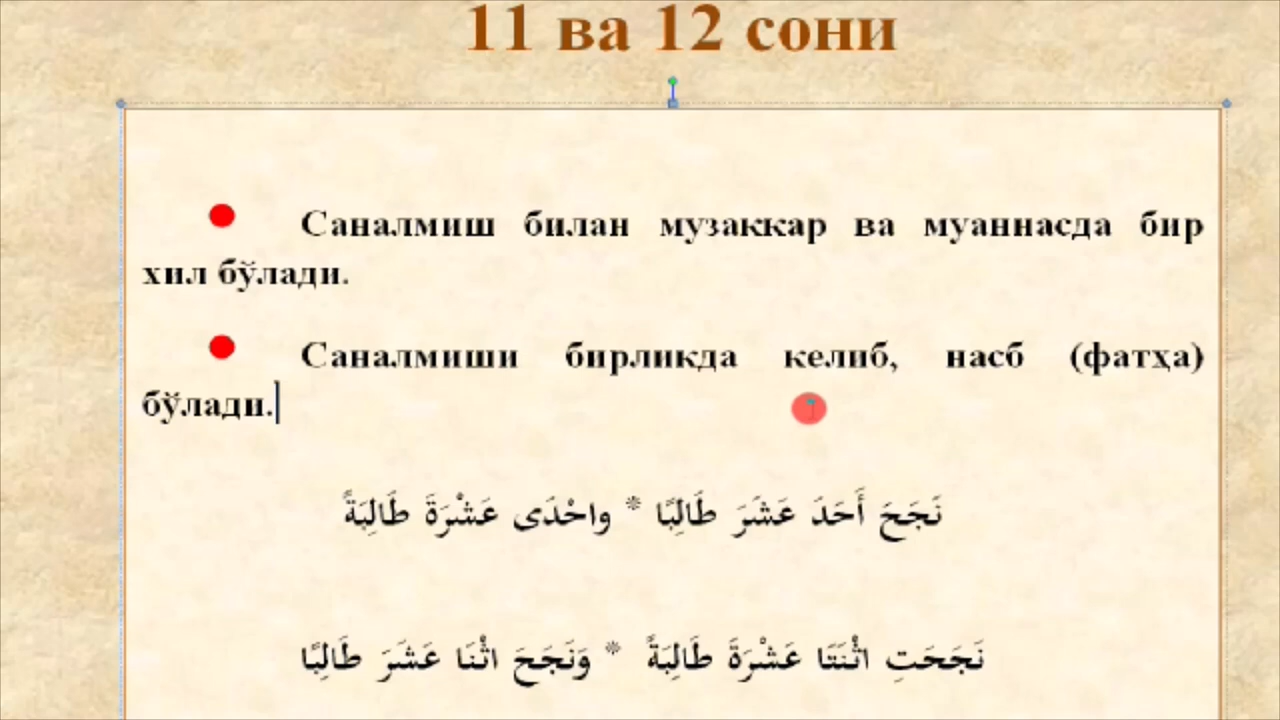 11 ва 12 сони
Саналмиш билан музаккар ва муаннасда бир
хил бўлади.
Саналмиши бирликда келиб, насб (фатҳа)
бўлади.
نَجَحَ أَحَدَ عَشَرَ طَالِبًا * واحْدَى عَشْرَةَ طَالِبَةً
نَجَحَتِ اثْنَتَا عَشْرَةَ طَالِبَةً * وَنَجَحَ اثْنَا عَشَرَ طَالِبًا